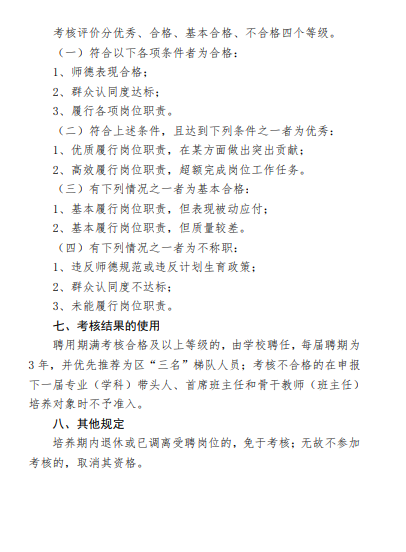 考核评价分优秀、合格、基本合格、不合格四个等级。
（一）符合以下各项条件者为合格：
1、师德表现合格；
2、群众认同度达标；
3、履行各项岗位职责。
（二）符合上述条件，且达到下列条件之一者为优秀：
1、优质履行岗位职责，在某方面做出突出贡献；
2、高效履行岗位职责，超额完成岗位工作任务。
（三）有下列情况之一者为基本合格：
1、基本履行岗位职责，但表现被动应付；
2、基本履行岗位职责，但质量较差。
（四）有下列情况之一者为不称职：
1、违反师德规范或违反计划生育政策；
2、群众认同度不达标；
3、未能履行岗位职责。
七、考核结果的使用
聘用期满考核合格及以上等级的，由学校聘任，每届聘期为
3 年，并优先推荐为区“三名”梯队人员；考核不合格的在申报
下一届专业（学科）带头人、首席班主任和骨干教师（班主任）
培养对象时不予准入。
八、其他规定
培养期内退休或已调离受聘岗位的，免于考核；无故不参加
考核的，取消其资格。